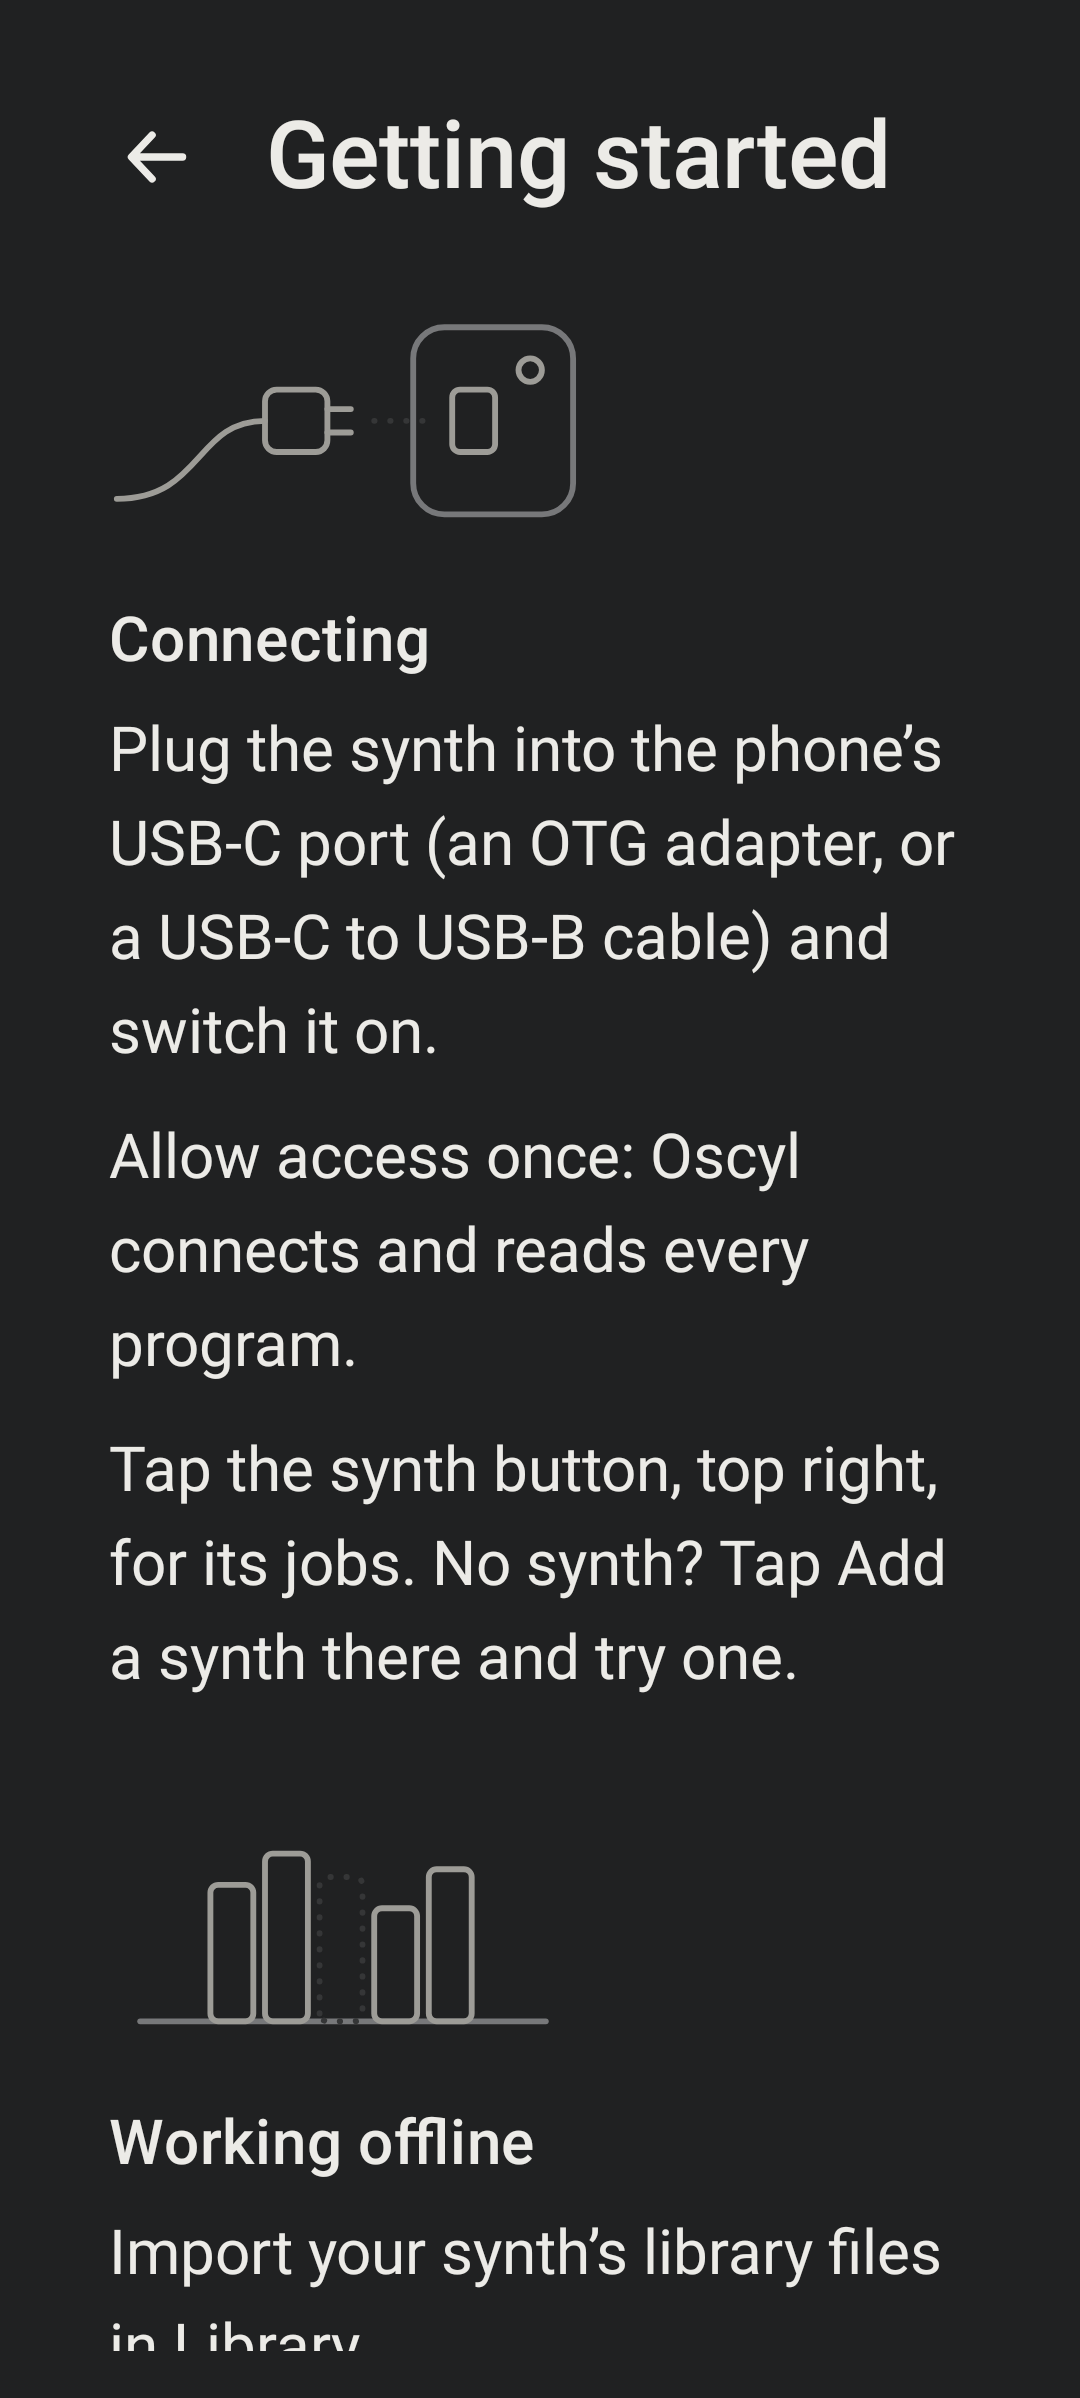 Getting started
Connecting
Plug the synth into the phone’s
USB-C port (an OTG adapter, or
a USB-C to USB-B cable) and
switch it on.
Allow access once: Oscyl
connects and reads every
program.
Tap the synth button, top right,
for its jobs. No synth? Tap Add
a synth there and try one.
Working offline
Import your synth’s library files
in Library